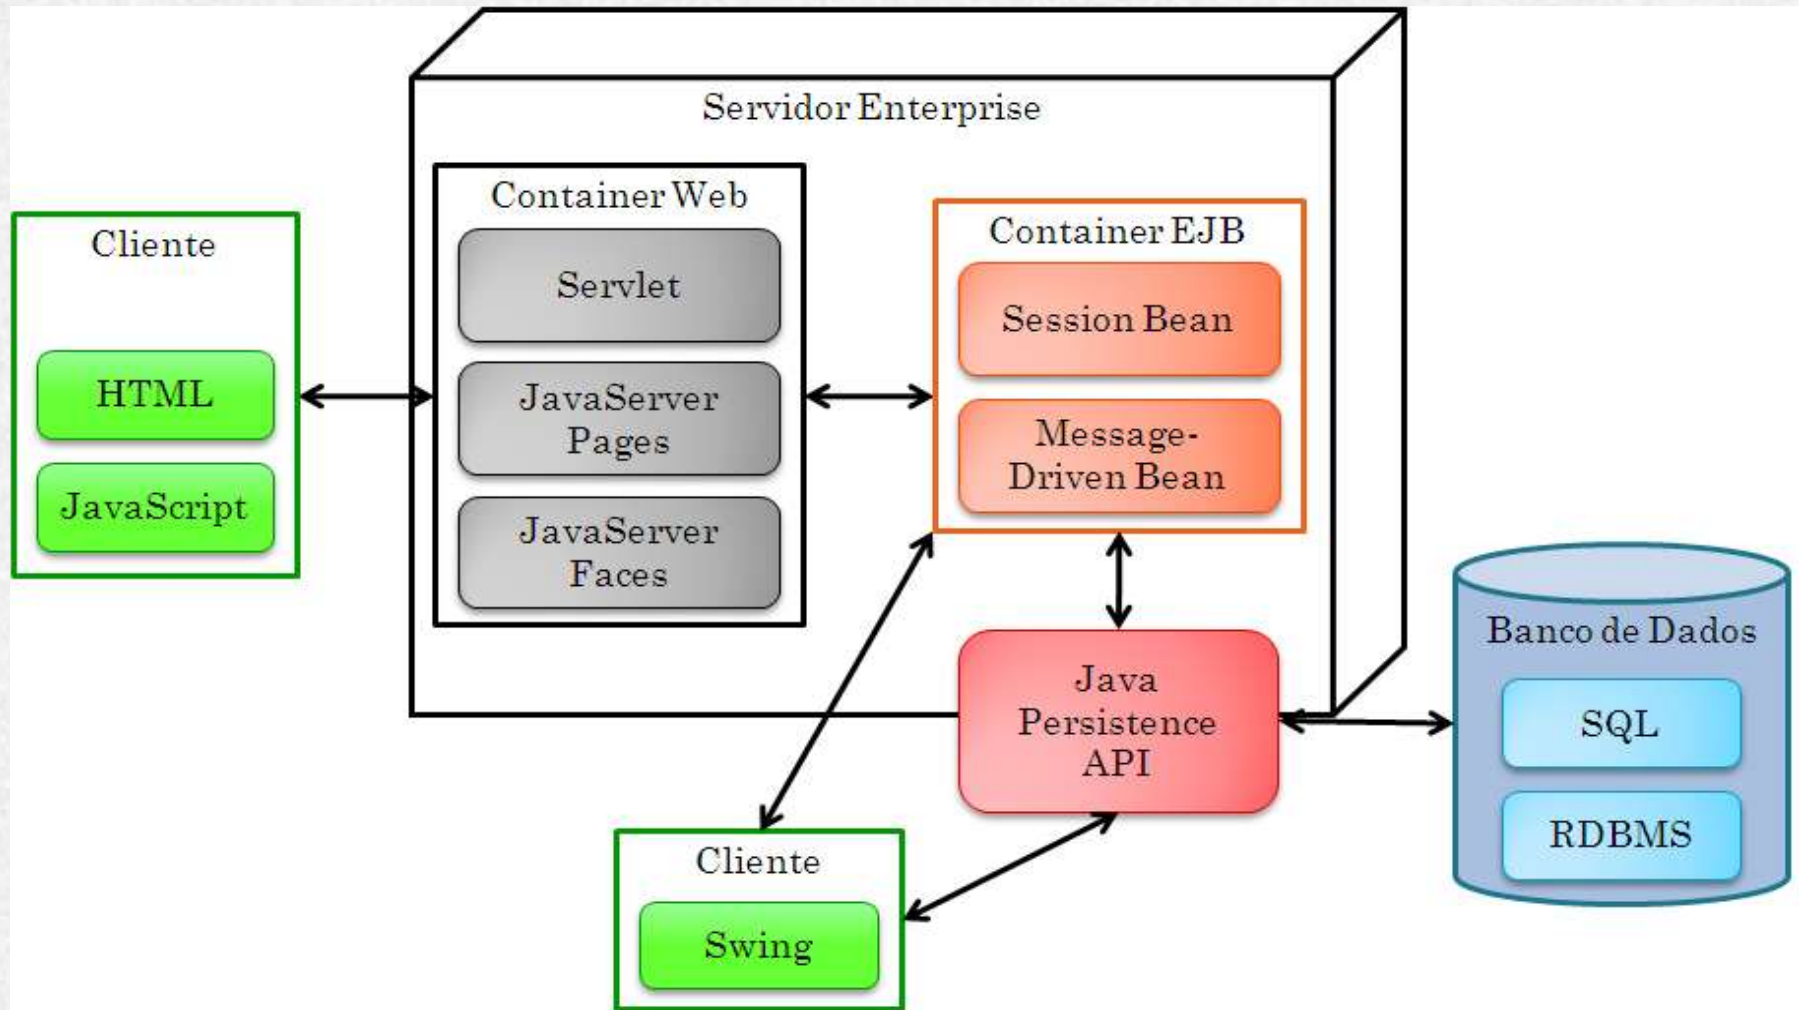 Servidor Enterprise
Cliente
HTML
JavaScript
Container Web
Servlet
JavaServer
Pages
JavaServer
Faces
Container EJB
Session Bean
Message-
Driven Bean
Java
Persistence
API
Banco de Dados
SQL
RDBMS
Cliente
Swing